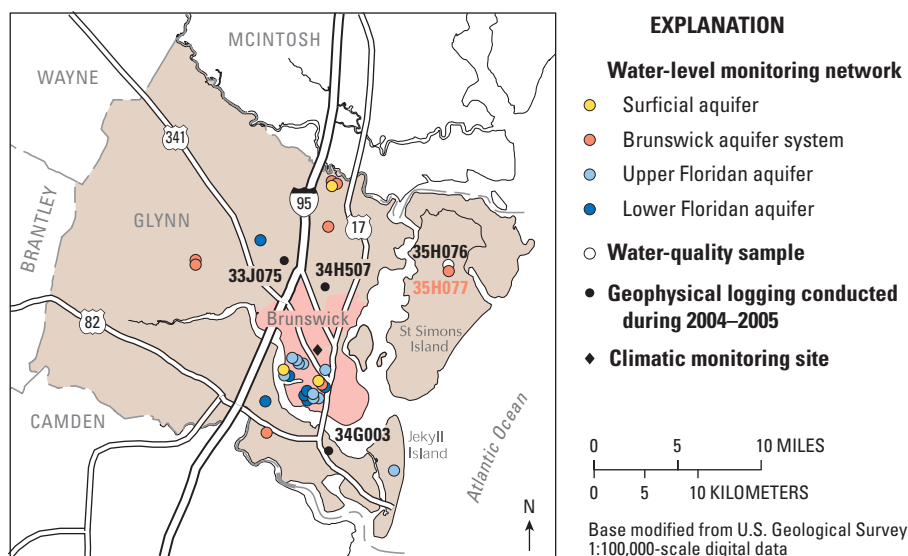 MCINTOSH
WAYNE
341
95
17
GLYNN
BRANTLEY
33J075
34H507
35H076
35H077
82
Brunswick
St Simons
Island
CAMDEN
34G003
Jekyll
Island
Atlantic Ocean
N
EXPLANATION
Water-level monitoring network
Surficial aquifer
Brunswick aquifer system
Upper Floridan aquifer
Lower Floridan aquifer
Water-quality sample
Geophysical logging conducted
during 2004–2005
Climatic monitoring site
0 5 10 MILES
0 5 10 KILOMETERS
Base modified from U.S. Geological Survey
1:100,000-scale digital data